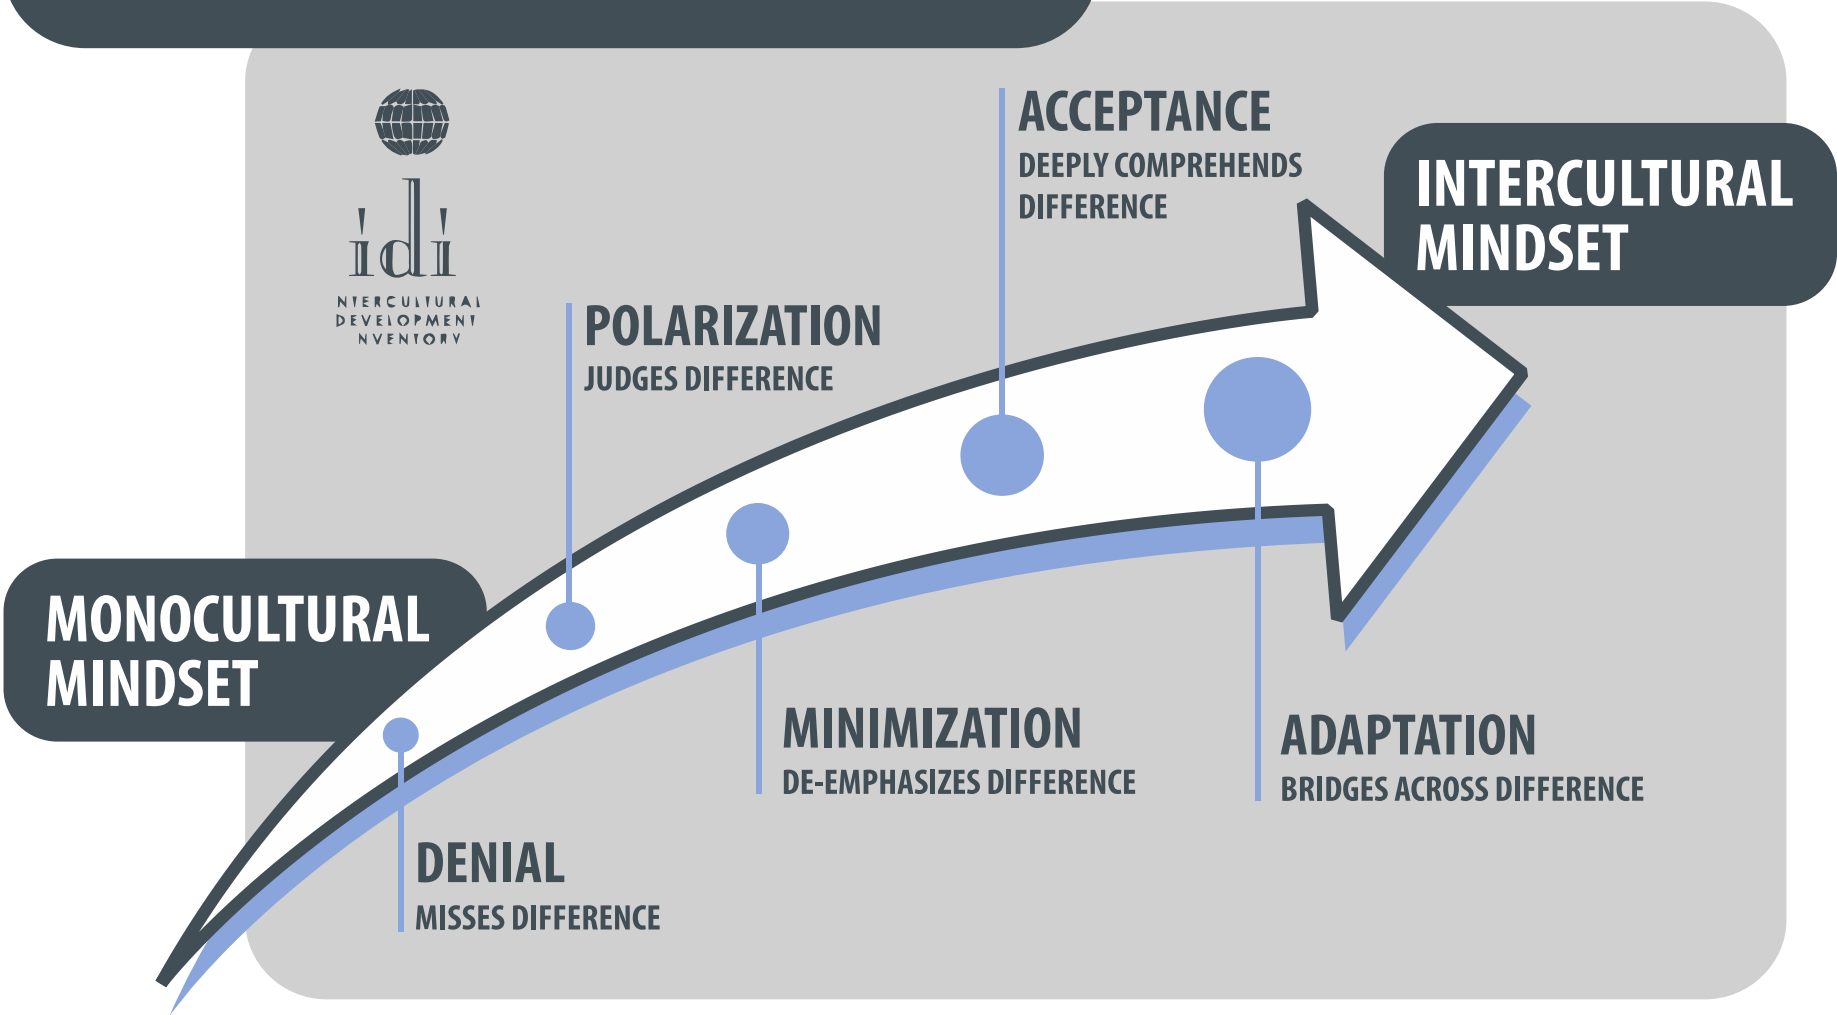 idi
NTERCULTURAL
DEVELOPMENT
NVENTORY
ACCEPTANCE
DEEPLY COMPREHENDS
DIFFERENCE
INTERCULTURAL
MINDSET
POLARIZATION
JUDGES DIFFERENCE
MONOCULTURAL
MINDSET
MINIMIZATION
DE-EMPHASIZES DIFFERENCE
ADAPTATION
BRIDGES ACROSS DIFFERENCE
DENIAL
MISSES DIFFERENCE